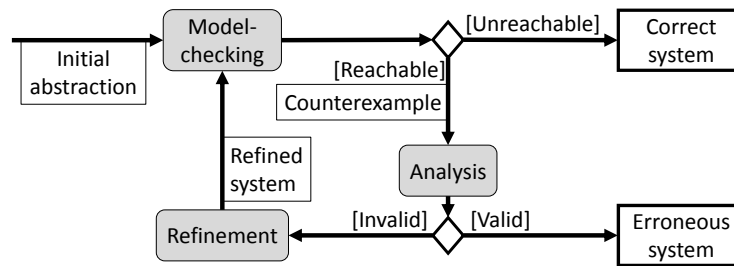 Model-
checking
[Unreachable]
Correct
system
Initial
abstraction
[Reachable]
Counterexample
Refined
system
Analysis
[Invalid]
[Valid]
Refinement
Erroneous
system